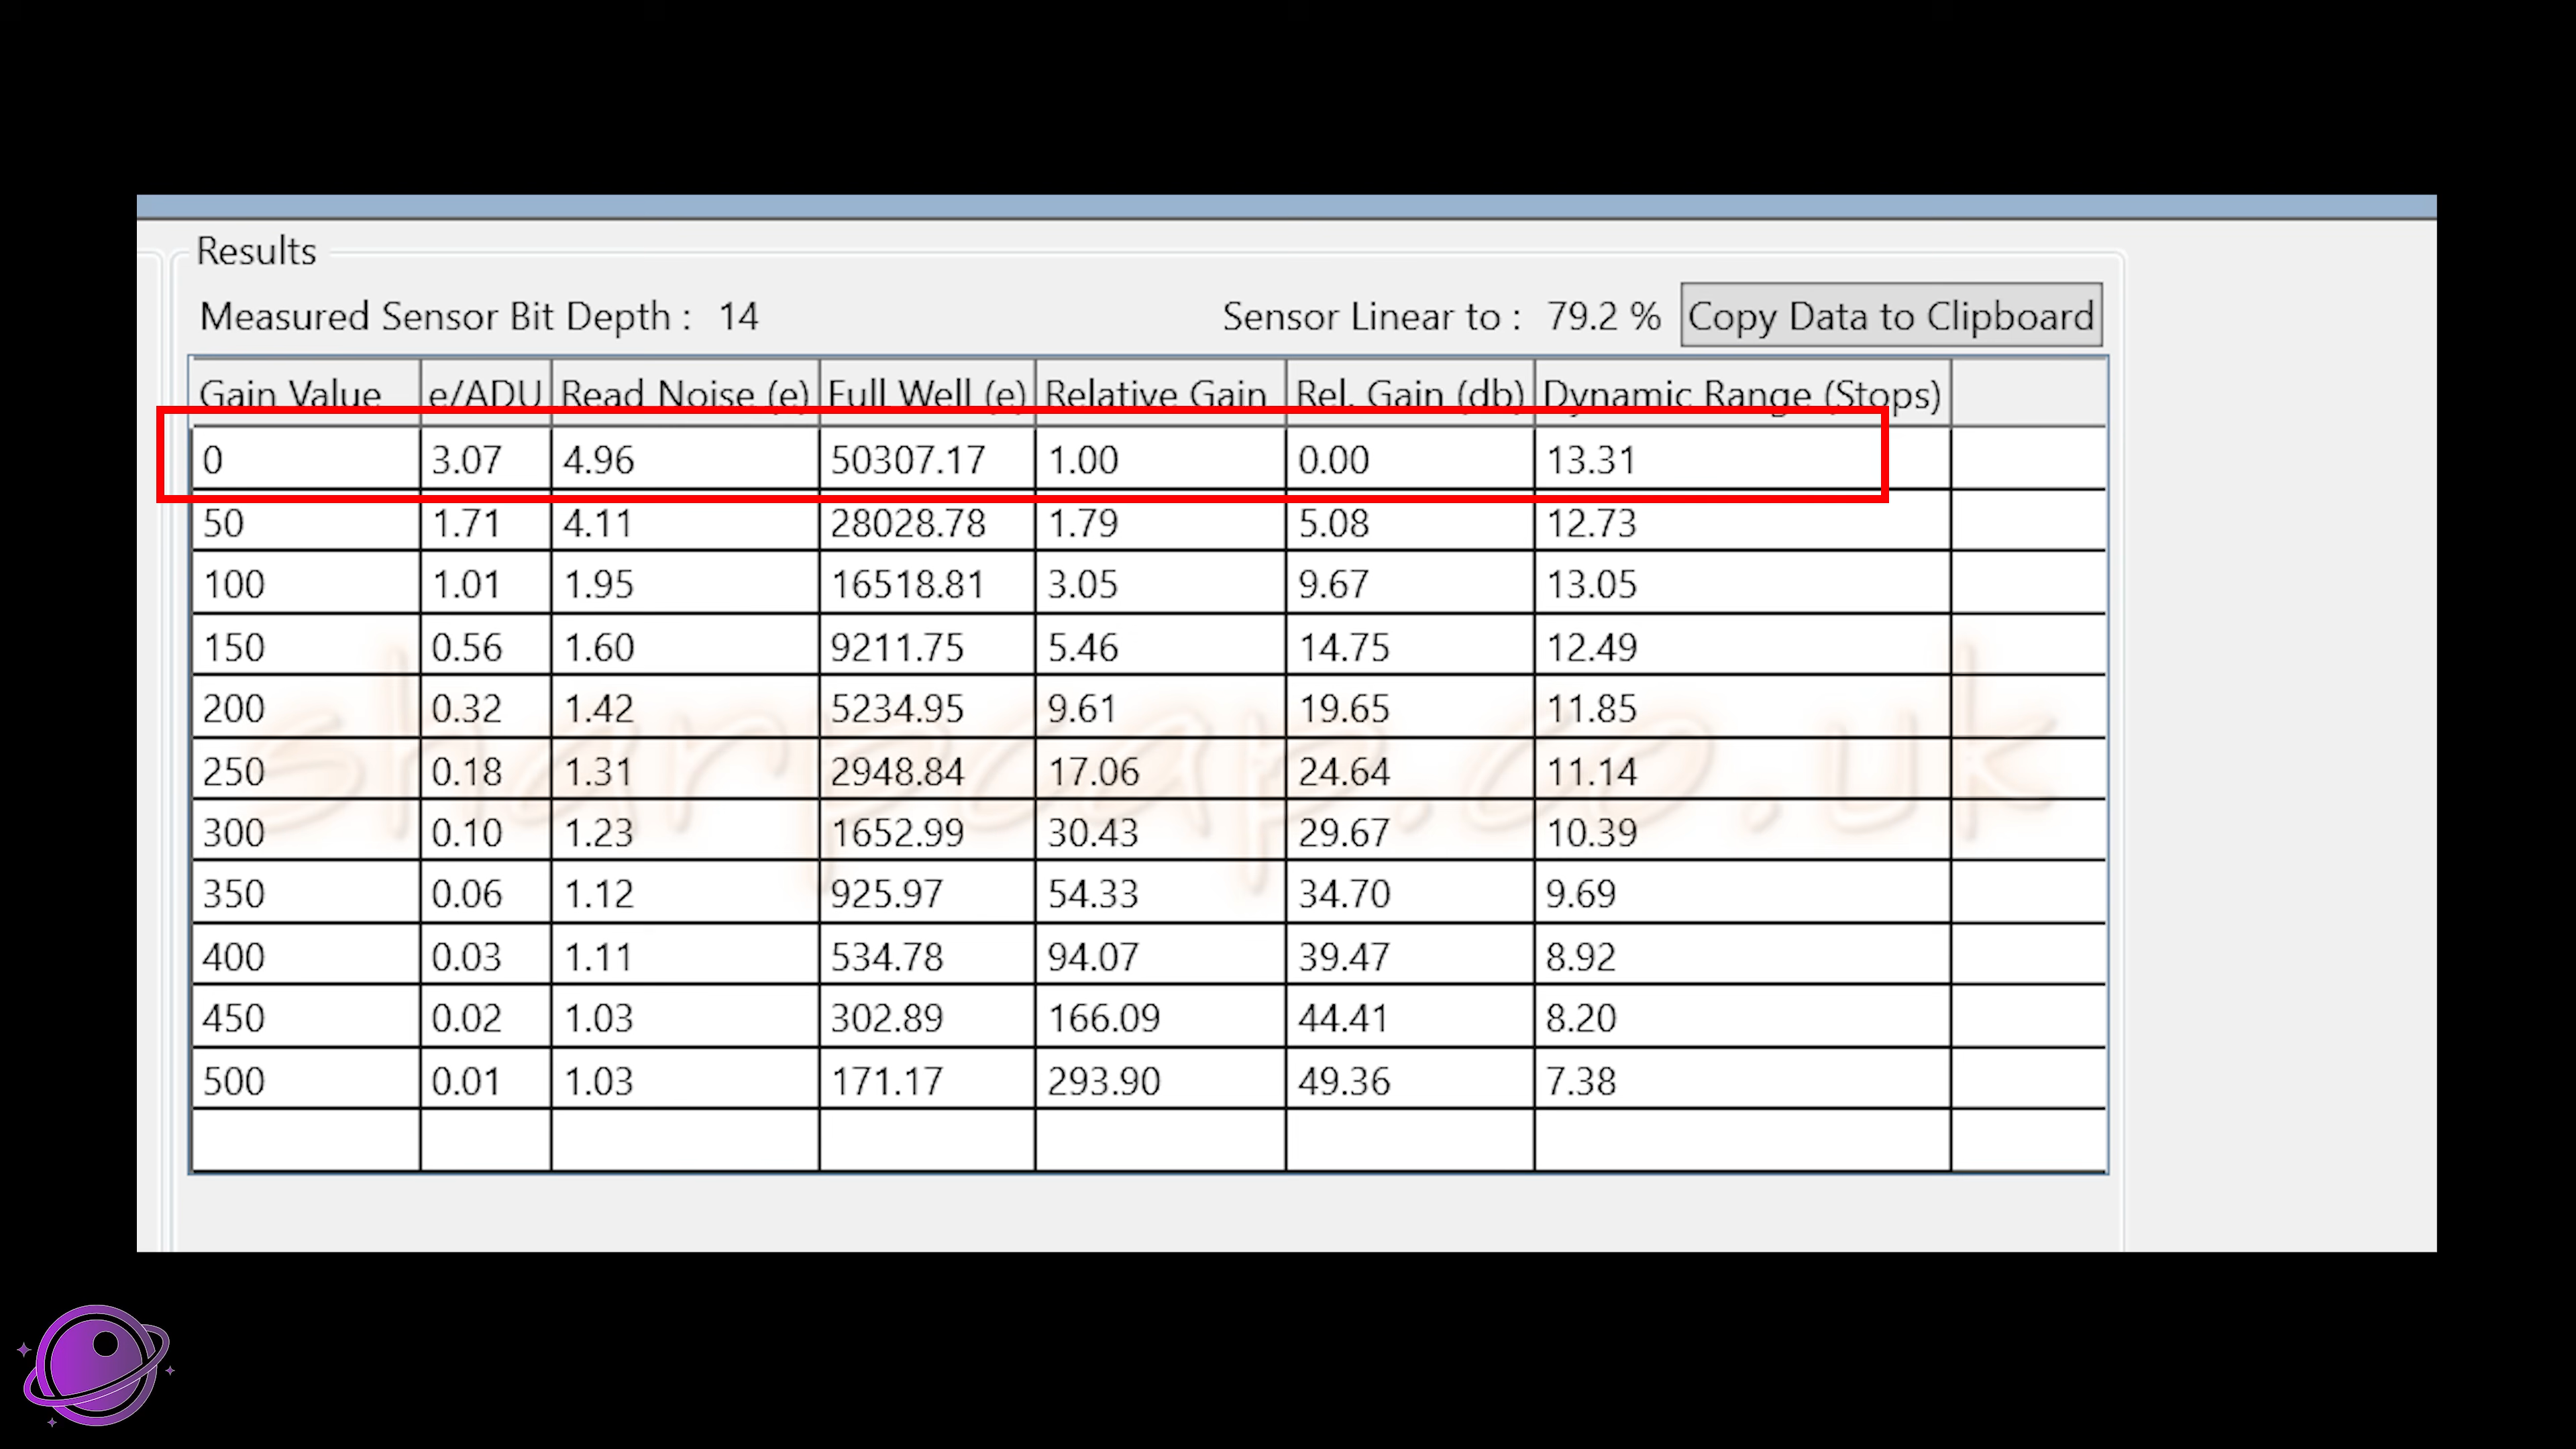 Results
Measured Sensor Bit Depth : 14 Sensor Linear to : 79.2 % Copy Data to Clipboard
Gain Value e/ADU Read Noise (e) Full Well (e) Relative Gain Rel. Gain (db) Dynamic Range (Stops)
0 3.07 4.96 50307.17 1.00 0.00 13.31
50 1.71 4.11 28028.78 1.79 5.08 12.73
100 1.01 1.95 16518.81 3.05 9.67 13.05
150 0.56 1.60 9211.75 5.46 14.75 12.49
200 0.32 1.42 5234.95 9.61 19.65 11.85
250 0.18 1.31 2948.84 17.06 24.64 11.14
300 0.10 1.23 1652.99 30.43 29.67 10.39
350 0.06 1.12 925.97 54.33 34.70 9.69
400 0.03 1.11 534.78 94.07 39.47 8.92
450 0.02 1.03 302.89 166.09 44.41 8.20
500 0.01 1.03 171.17 293.90 49.36 7.38
sharpcap.co.uk